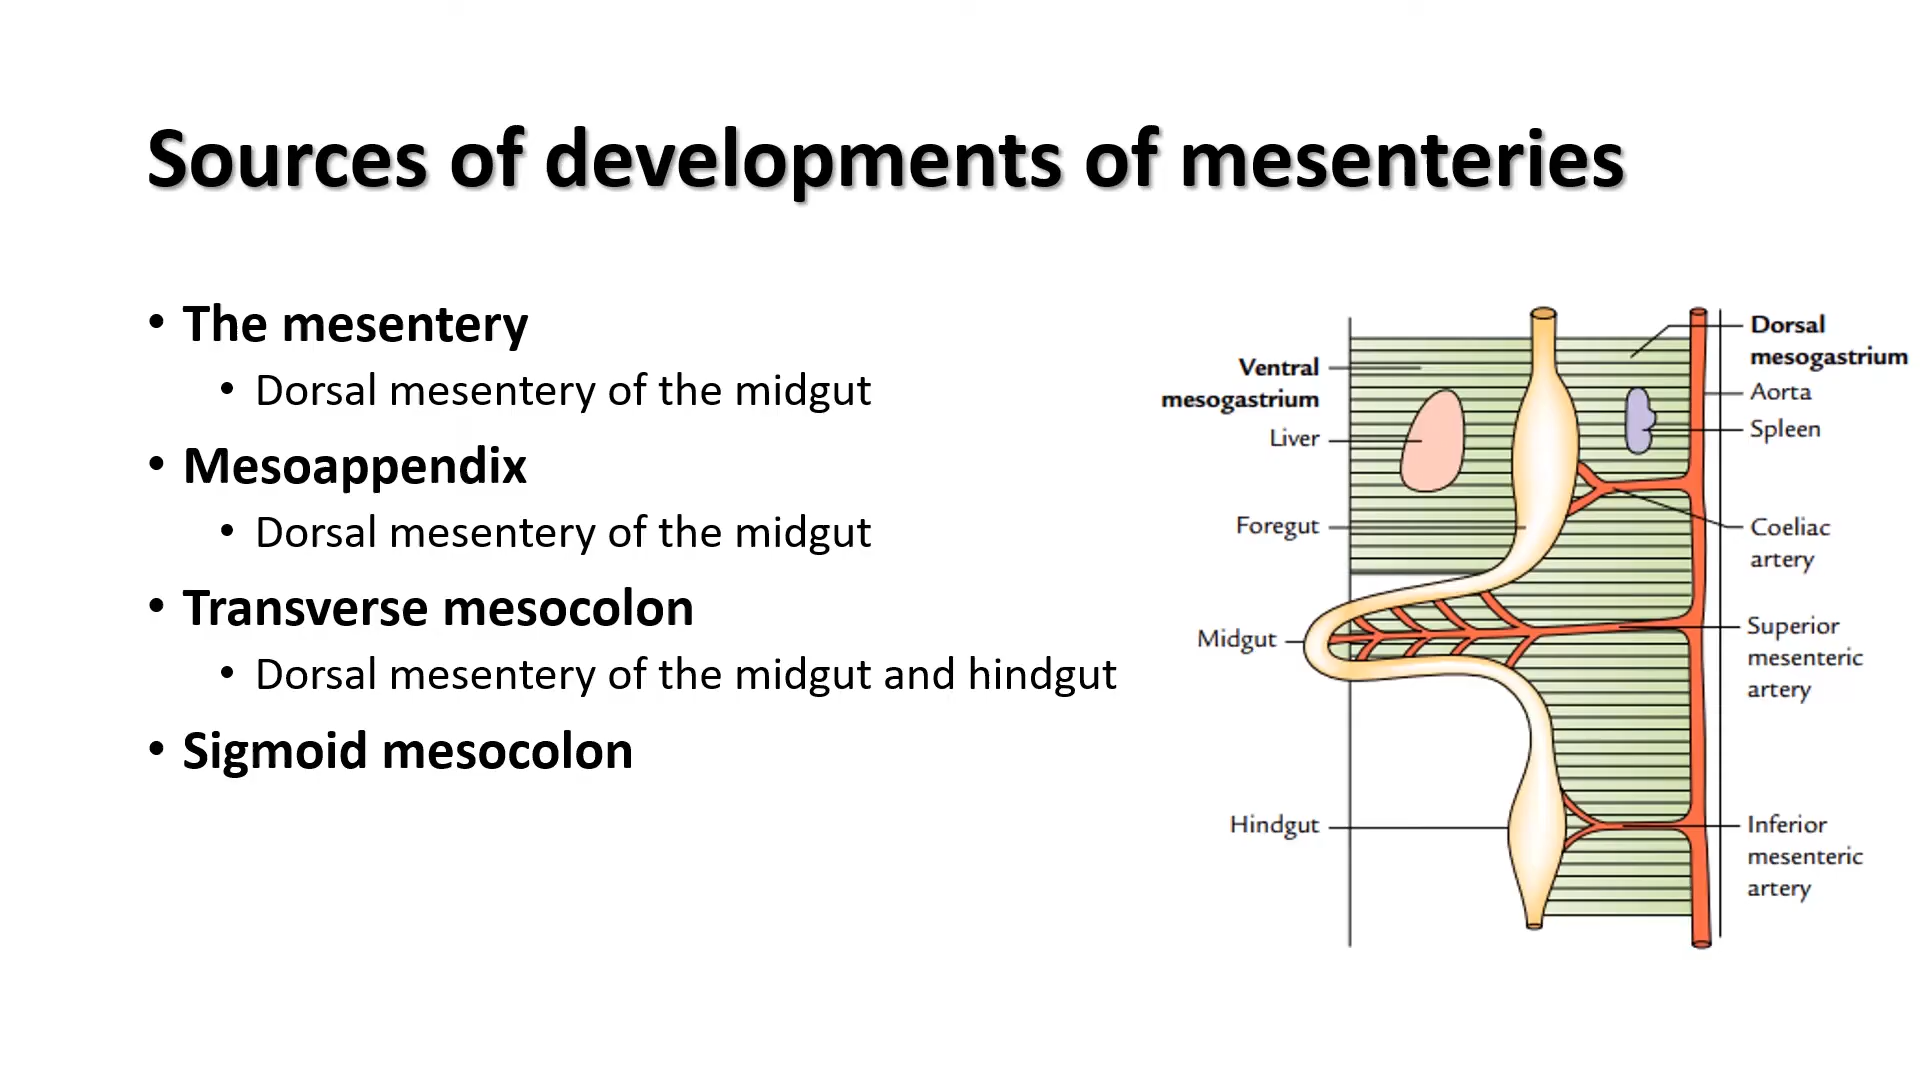 Sources of developments of mesenteries
• The mesentery
• Dorsal mesentery of the midgut
• Mesoappendix
• Dorsal mesentery of the midgut
• Transverse mesocolon
• Dorsal mesentery of the midgut and hindgut
• Sigmoid mesocolon
Ventral
mesogastrium
Liver
Foregut
Midgut
Hindgut
Dorsal
mesogastrium
Aorta
Spleen
Coeliac
artery
Superior
mesenteric
artery
Inferior
mesenteric
artery